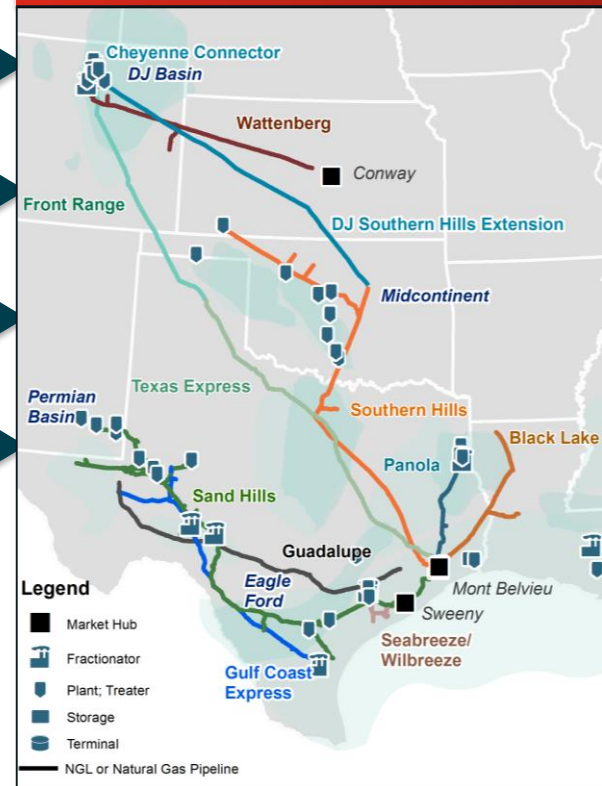 Cheyenne Connector
DJ Basin
Wattenberg
Conway
Front Range
DJ Southern Hills Extension
Midcontinent
Texas Express
Permian
Basin
Southern Hills
Black Lake
Panola
Sand Hills
Guadalupe
Legend
Eagle
Ford
Mont Belvieu
Market Hub
Sweeny
Seabreeze/
Wilbreeze
Fractionator
Gulf Coast
Express
Plant; Treater
Storage
Terminal
NGL or Natural Gas Pipeline